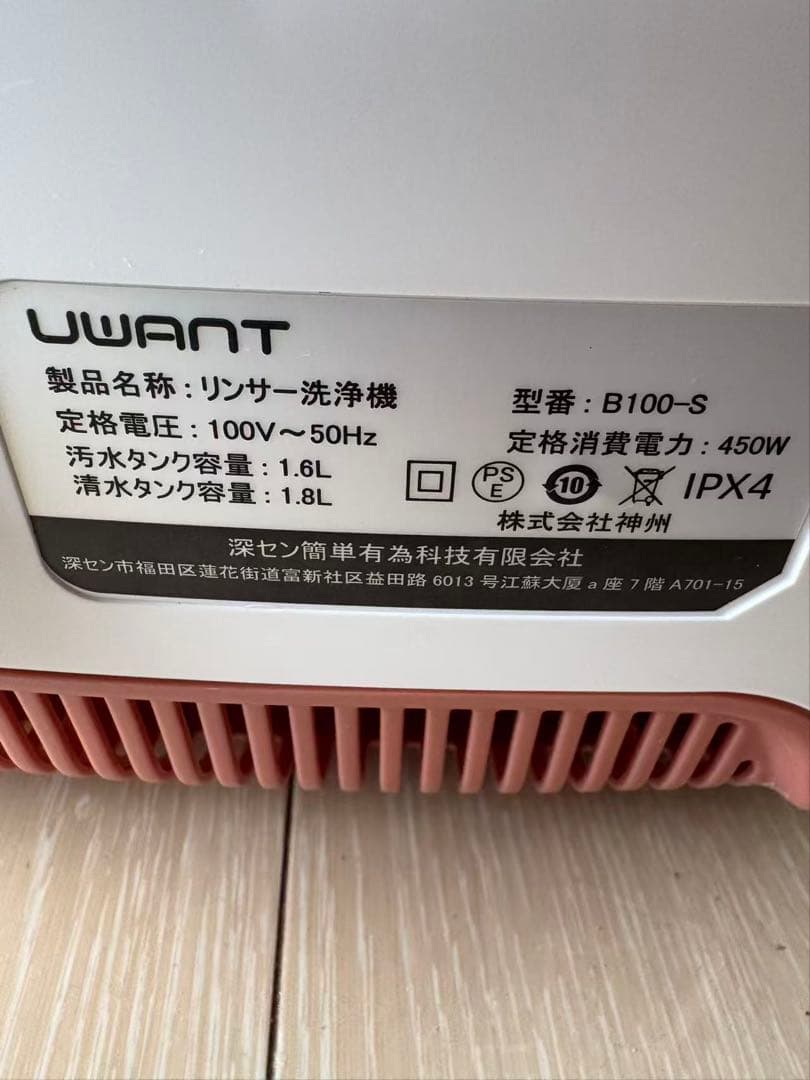 UWANT
製品名称：リンサー洗浄機
型番：B100-S
定格電圧：100V～50Hz
定格消費電力：450W
汚水タンク容量：1.6L
清水タンク容量：1.8L
PS
E
10
IPX4
株式会社神州
深セン簡単有為科技有限会社
深セン市福田区蓮花街道富新社区益田路 6013 号江蘇大厦 a 座 7 階 A701-15